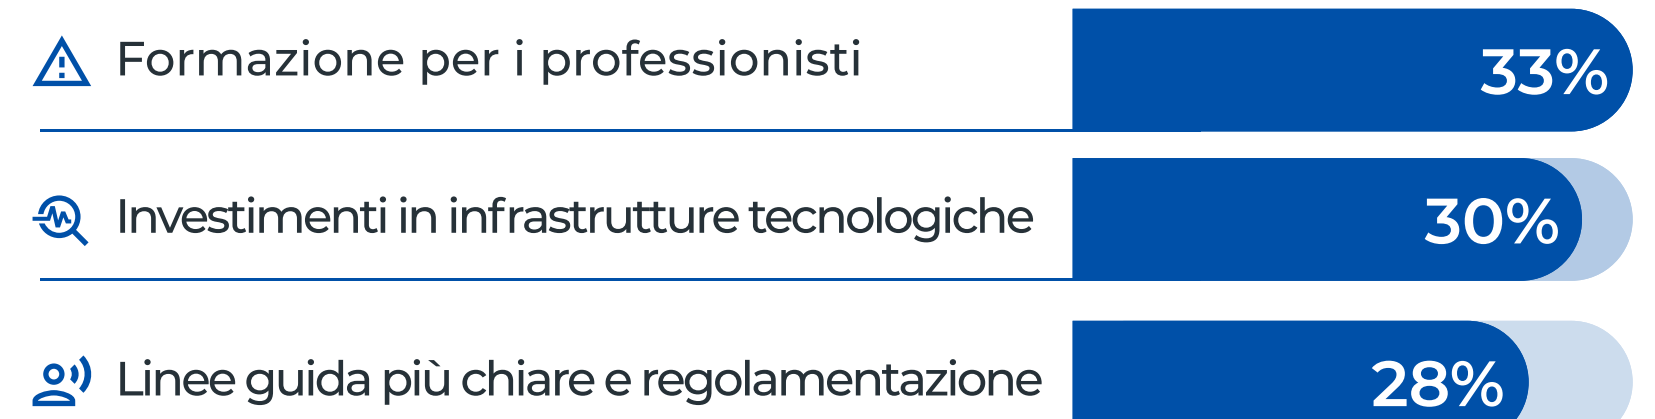 Formazione per i professionisti 33%
Investimenti in infrastrutture tecnologiche 30%
Linee guida più chiare e regolamentazione 28%